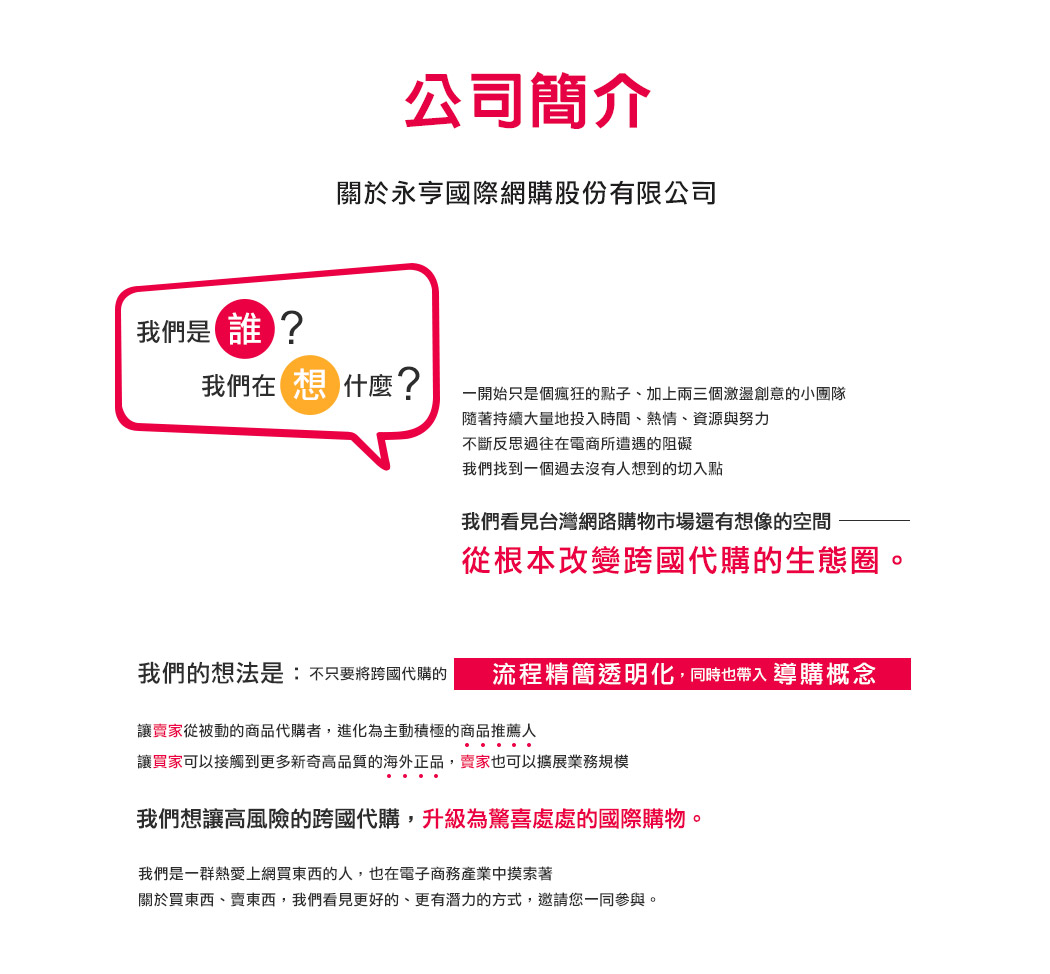 公司簡介
關於永亨國際網購股份有限公司
我們是誰?
我們在想什麼?
一開始只是個瘋狂的點子、加上兩三個激盪創意的小團隊
隨著持續大量地投入時間、熱情、資源與努力
不斷反思過往在電商所遭遇的阻礙
我們找到一個過去沒有人想到的切入點
我們看見台灣網路購物市場還有想像的空間——
從根本改變跨國代購的生態圈。
我們的想法是：不只要將跨國代購的 流程精簡透明化，同時也帶入 導購概念
讓賣家從被動的商品代購者，進化為主動積極的商品推薦人
讓買家可以接觸到更多新奇高品質的海外正品，賣家也可以擴展業務規模
我們想讓高風險的跨國代購，升級為驚喜處處的國際購物。
我們是一群熱愛上網買東西的人，也在電子商務產業中摸索著
關於買東西、賣東西，我們看見更好的、更有潛力的方式，邀請您一同參與。